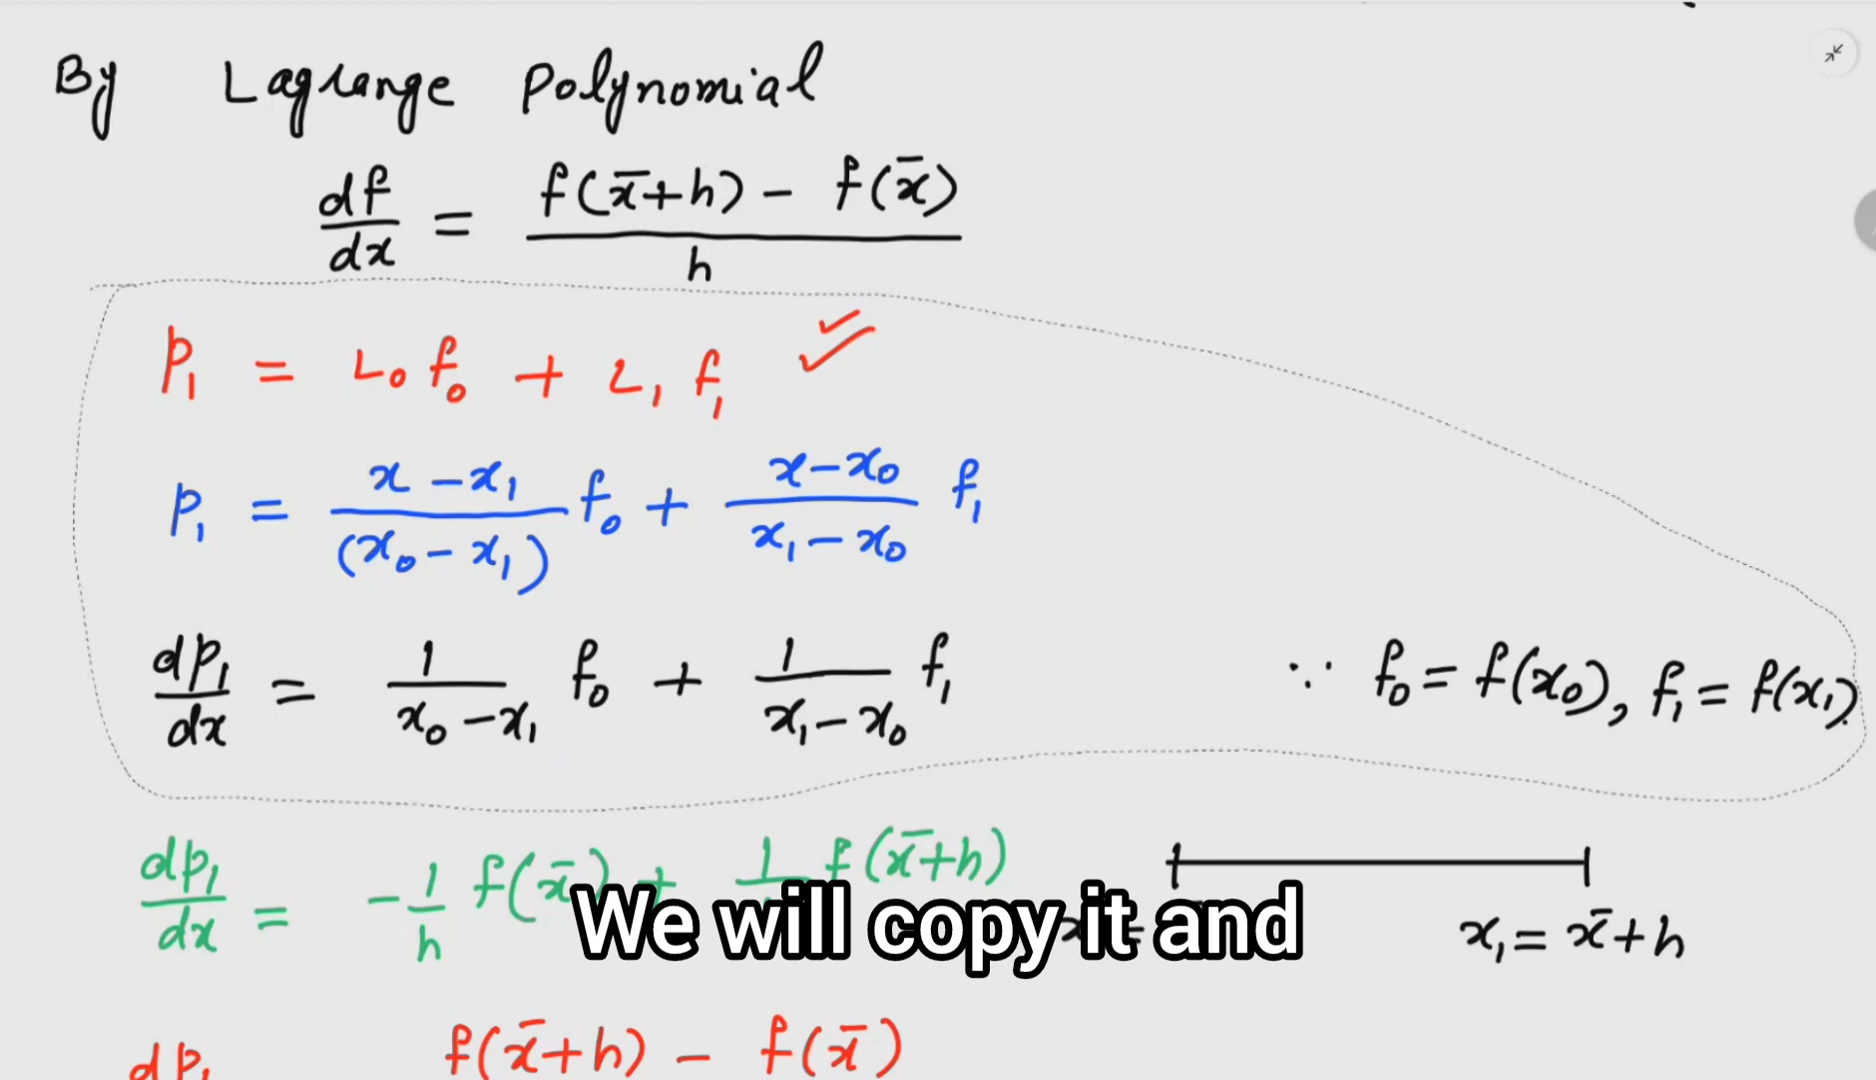 By Lagrange Polynomial
df/dx = (f(x̄+h) - f(x̄))/h
P₁ = L₀f₀ + L₁f₁
P₁ = (x-x₁)/(x₀-x₁) f₀ + (x-x₀)/(x₁-x₀) f₁
dP₁/dx = 1/(x₀-x₁) f₀ + 1/(x₁-x₀) f₁ ∵ f₀ = f(x₀), f₁ = f(x₁)
dP₁/dx = -1/h f(x̄) + 1/ f(x̄+h)
x₁ = x̄+h
We will copy it and
dP₁ f(x̄+h) - f(x̄)